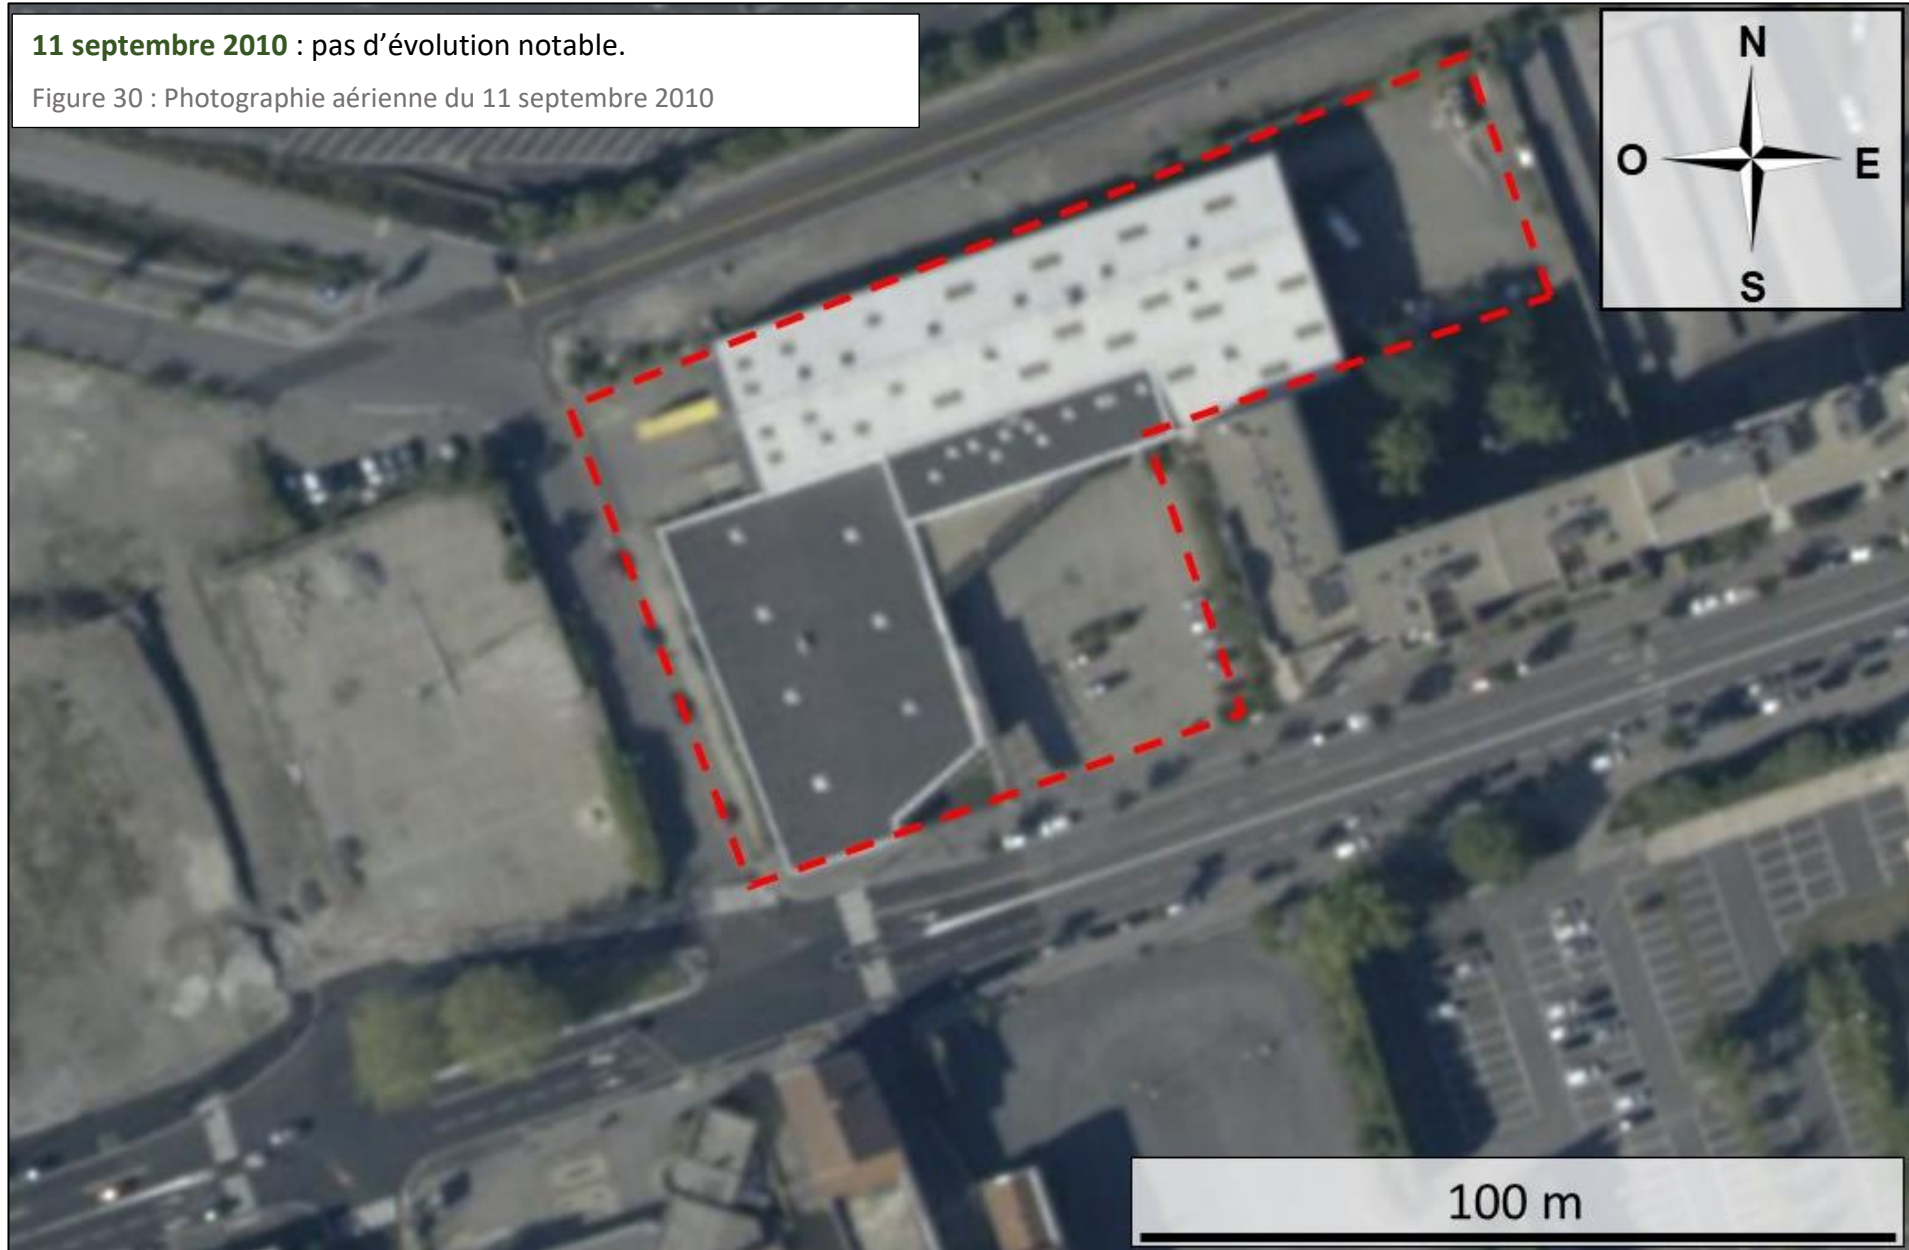 11 septembre 2010 : pas d'évolution notable.
Figure 30 : Photographie aérienne du 11 septembre 2010
N
O
E
S
100 m